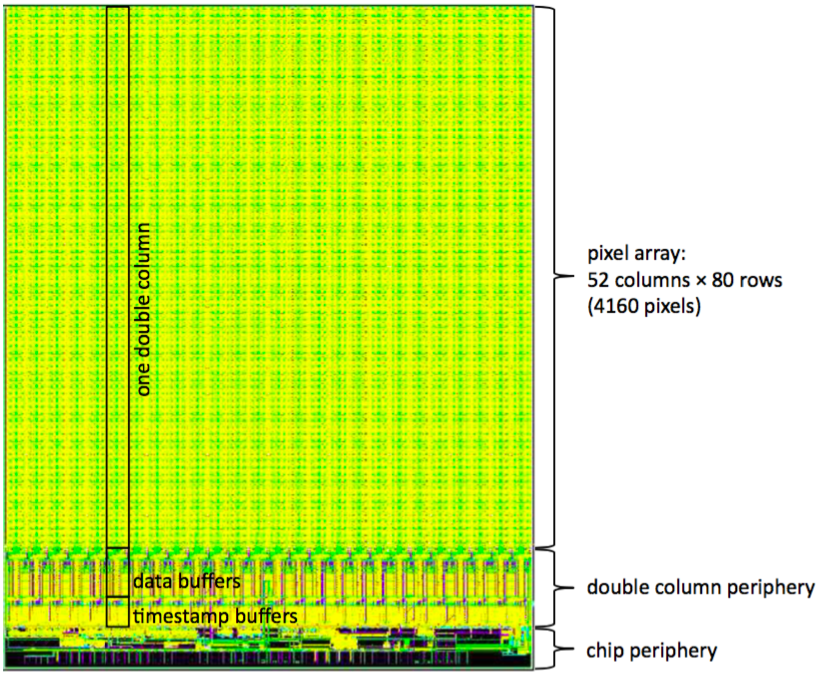 one double column
pixel array:
52 columns × 80 rows
(4160 pixels)
data buffers
double column periphery
timestamp buffers
chip periphery